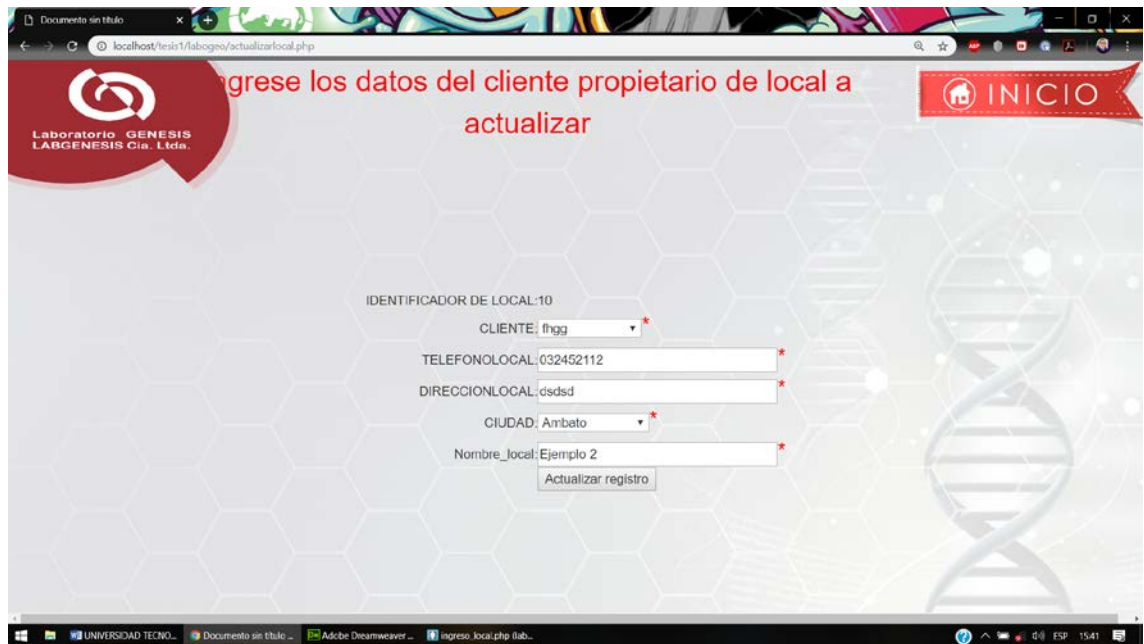 Documento sin título
localhost/tesis1/labogeo/actualizarlocal.php
grese los datos del cliente propietario de local a
actualizar
INICIO
Laboratorio GENESIS
LABGENESIS Cia. Ltda.
IDENTIFICADOR DE LOCAL:10
CLIENTE: fhgg *
TELEFONOLOCAL: 032452112 *
DIRECCIONLOCAL: dsdsd *
CIUDAD: Ambato *
Nombre_local: Ejemplo 2 *
Actualizar registro
UNIVERSIDAD TECNO... Documento sin título ... Adobe Dreamweaver ... ingreso_local.php (lab... ESP 15:41